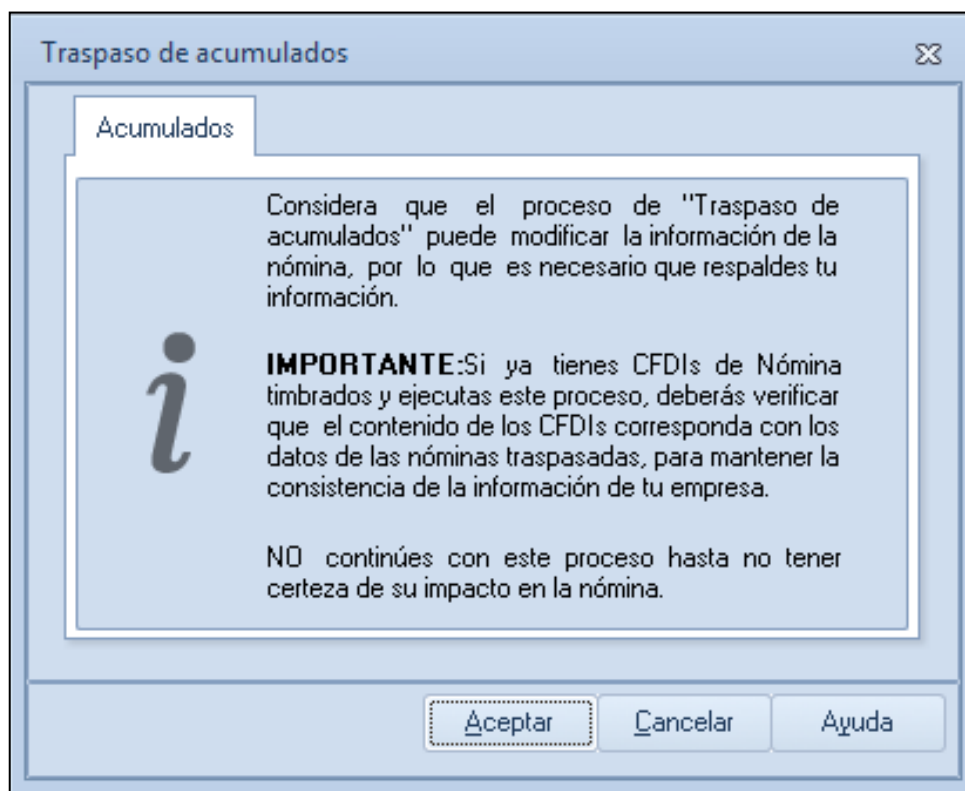 Traspaso de acumulados
Acumulados
Considera que el proceso de "Traspaso de
acumulados" puede modificar la información de la
nómina, por lo que es necesario que respaldes tu
información.
IMPORTANTE:Si ya tienes CFDIs de Nómina
timbrados y ejecutas este proceso, deberás verificar
que el contenido de los CFDIs corresponda con los
datos de las nóminas traspasadas, para mantener la
consistencia de la información de tu empresa.
NO continúes con este proceso hasta no tener
certeza de su impacto en la nómina.
Aceptar Cancelar Ayuda